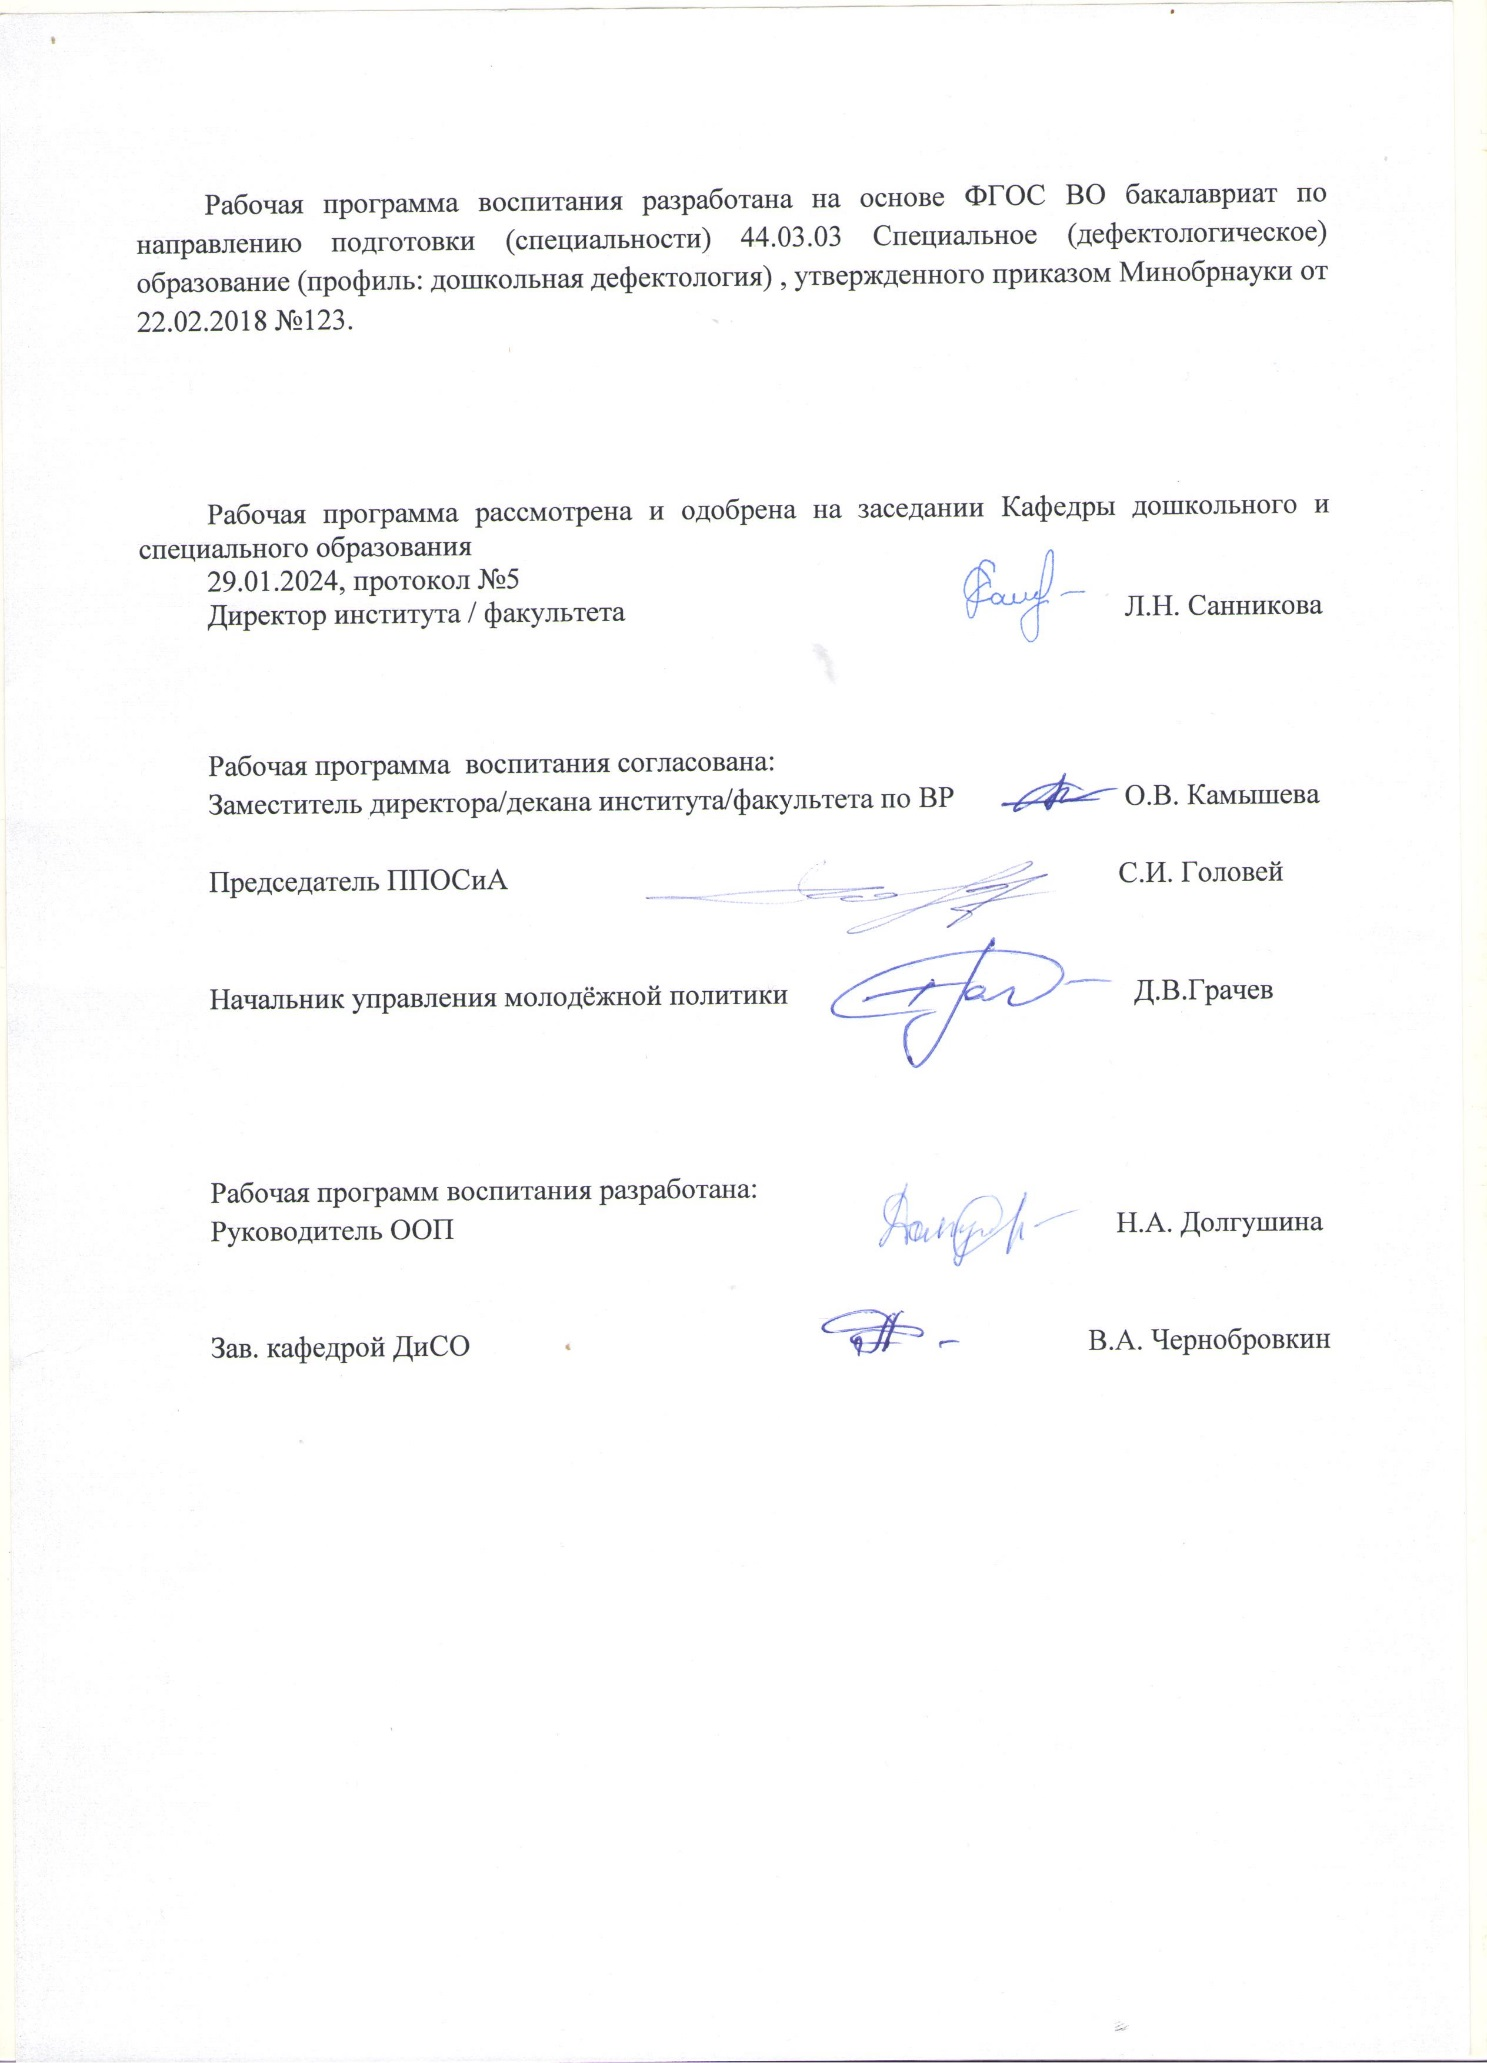 Рабочая программа воспитания разработана на основе ФГОС ВО бакалавриат по
направлению подготовки (специальности) 44.03.03 Специальное (дефектологическое)
образование (профиль: дошкольная дефектология) , утвержденного приказом Минобрнауки от
22.02.2018 №123.
Рабочая программа рассмотрена и одобрена на заседании Кафедры дошкольного и
специального образования
29.01.2024, протокол №5
Директор института / факультета Л.Н. Санникова
Рабочая программа  воспитания согласована:
Заместитель директора/декана института/факультета по ВР О.В. Камышева
Председатель ППОСиА С.И. Головей
Начальник управления молодёжной политики Д.В.Грачев
Рабочая программ воспитания разработана:
Руководитель ООП Н.А. Долгушина
Зав. кафедрой ДиСО В.А. Чернобровкин